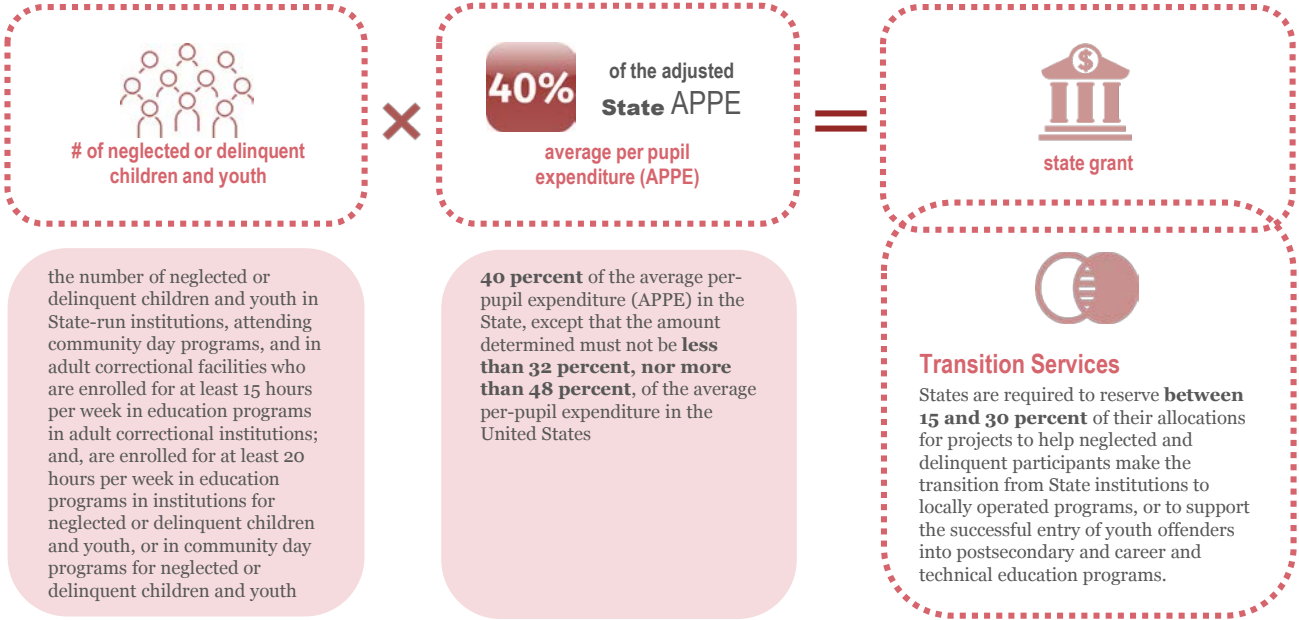 # of neglected or delinquent
children and youth
×
40%
of the adjusted
State APPE
average per pupil
expenditure (APPE)
=
$
state grant
the number of neglected or
delinquent children and youth in
State-run institutions, attending
community day programs, and in
adult correctional facilities who
are enrolled for at least 15 hours
per week in education programs
in adult correctional institutions;
and, are enrolled for at least 20
hours per week in education
programs in institutions for
neglected or delinquent children
and youth, or in community day
programs for neglected or
delinquent children and youth
40 percent of the average per-
pupil expenditure (APPE) in the
State, except that the amount
determined must not be less
than 32 percent, nor more
than 48 percent, of the average
per-pupil expenditure in the
United States
Transition Services
States are required to reserve between
15 and 30 percent of their allocations
for projects to help neglected and
delinquent participants make the
transition from State institutions to
locally operated programs, or to support
the successful entry of youth offenders
into postsecondary and career and
technical education programs.